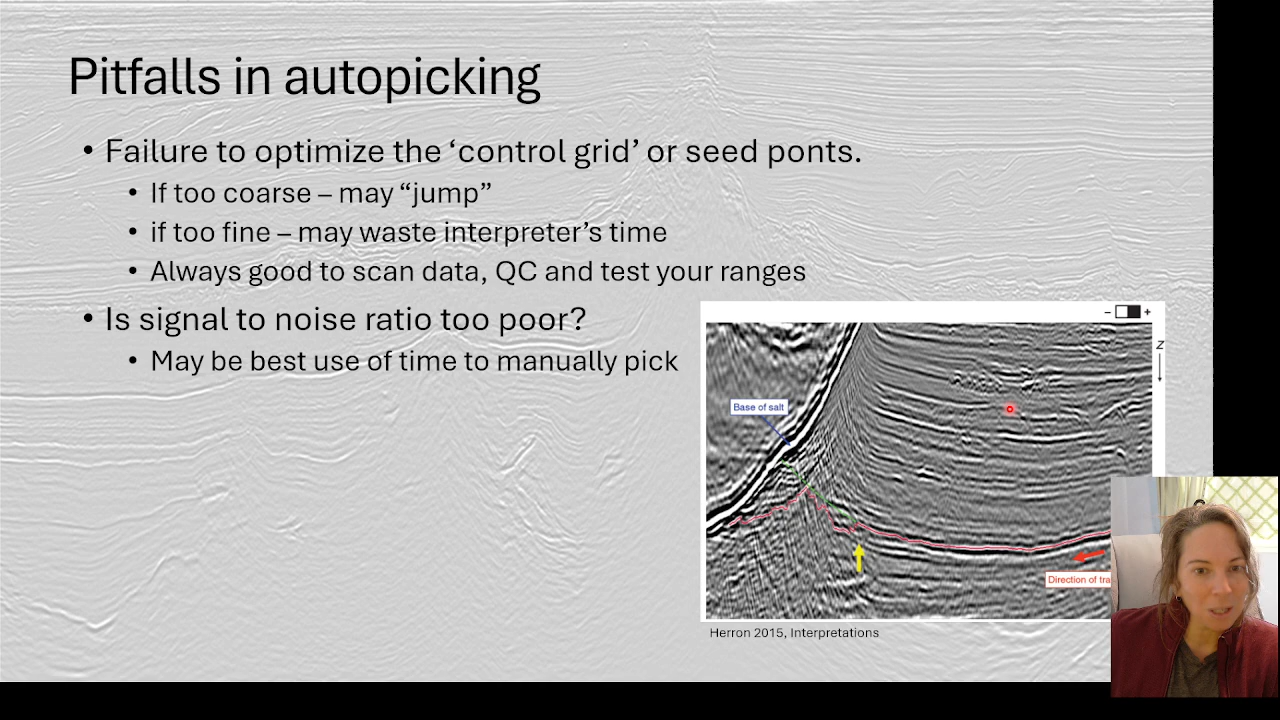 Pitfalls in autopicking
• Failure to optimize the ‘control grid’ or seed ponts.
• If too coarse – may “jump”
• if too fine – may waste interpreter’s time
• Always good to scan data, QC and test your ranges
• Is signal to noise ratio too poor?
• May be best use of time to manually pick
– +
Z
Base of salt
Direction of tra
Herron 2015, Interpretations